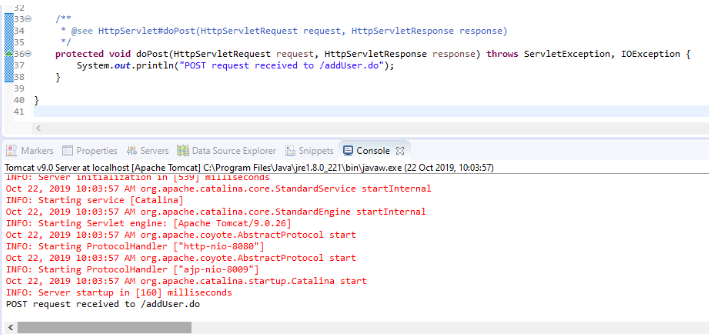 32
33 /**
34 * @see HttpServlet#doPost(HttpServletRequest request, HttpServletResponse response)
35 */
36 protected void doPost(HttpServletRequest request, HttpServletResponse response) throws ServletException, IOException {
37 System.out.println("POST request received to /addUser.do");
38 }
39
40 }
41
Markers Properties Servers Data Source Explorer Snippets Console
Tomcat v9.0 Server at localhost [Apache Tomcat] C:\Program Files\Java\jre1.8.0_221\bin\javaw.exe (22 Oct 2019, 10:03:57)
INFO: Server initialization in [539] milliseconds
Oct 22, 2019 10:03:57 AM org.apache.catalina.core.StandardService startInternal
INFO: Starting service [Catalina]
Oct 22, 2019 10:03:57 AM org.apache.catalina.core.StandardEngine startInternal
INFO: Starting Servlet engine: [Apache Tomcat/9.0.26]
Oct 22, 2019 10:03:57 AM org.apache.coyote.AbstractProtocol start
INFO: Starting ProtocolHandler ["http-nio-8080"]
Oct 22, 2019 10:03:57 AM org.apache.coyote.AbstractProtocol start
INFO: Starting ProtocolHandler ["ajp-nio-8009"]
Oct 22, 2019 10:03:57 AM org.apache.catalina.startup.Catalina start
INFO: Server startup in [160] milliseconds
POST request received to /addUser.do